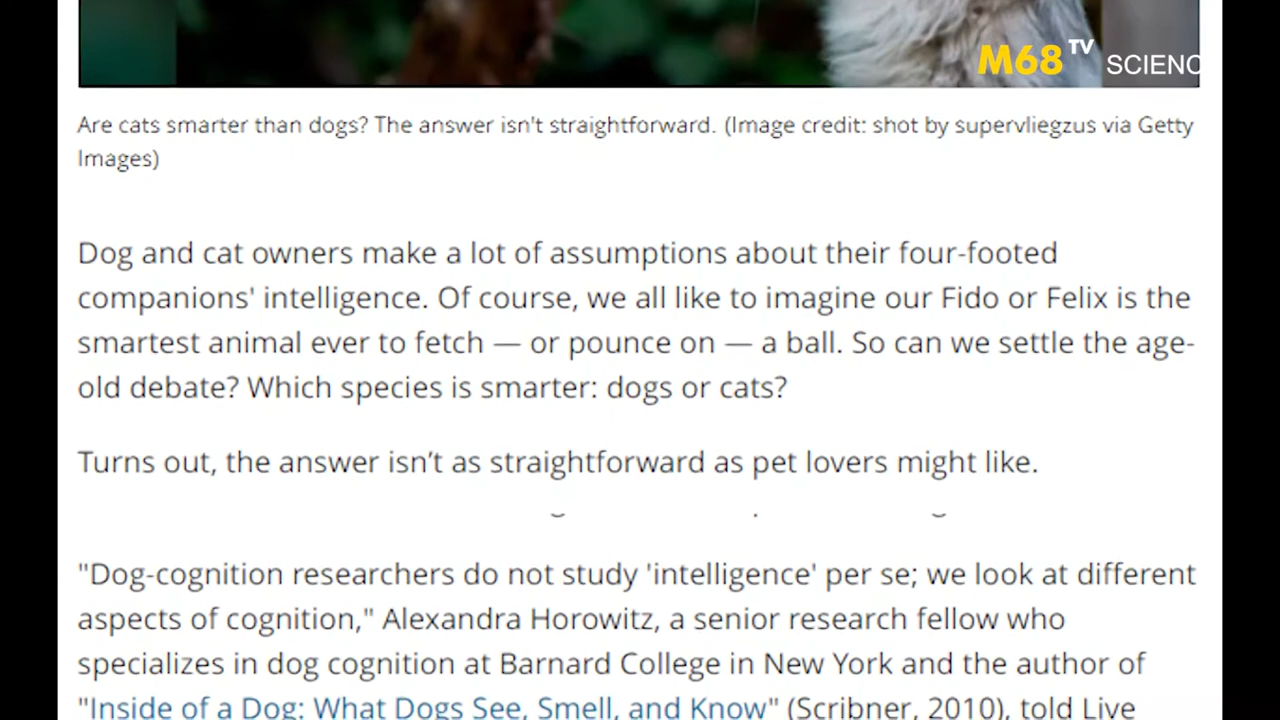 M68 TV SCIENC
Are cats smarter than dogs? The answer isn't straightforward. (Image credit: shot by supervliegzus via Getty
Images)
Dog and cat owners make a lot of assumptions about their four-footed
companions' intelligence. Of course, we all like to imagine our Fido or Felix is the
smartest animal ever to fetch — or pounce on — a ball. So can we settle the age-
old debate? Which species is smarter: dogs or cats?
Turns out, the answer isn’t as straightforward as pet lovers might like.
"Dog-cognition researchers do not study 'intelligence' per se; we look at different
aspects of cognition," Alexandra Horowitz, a senior research fellow who
specializes in dog cognition at Barnard College in New York and the author of
"Inside of a Dog: What Dogs See, Smell, and Know" (Scribner, 2010), told Live